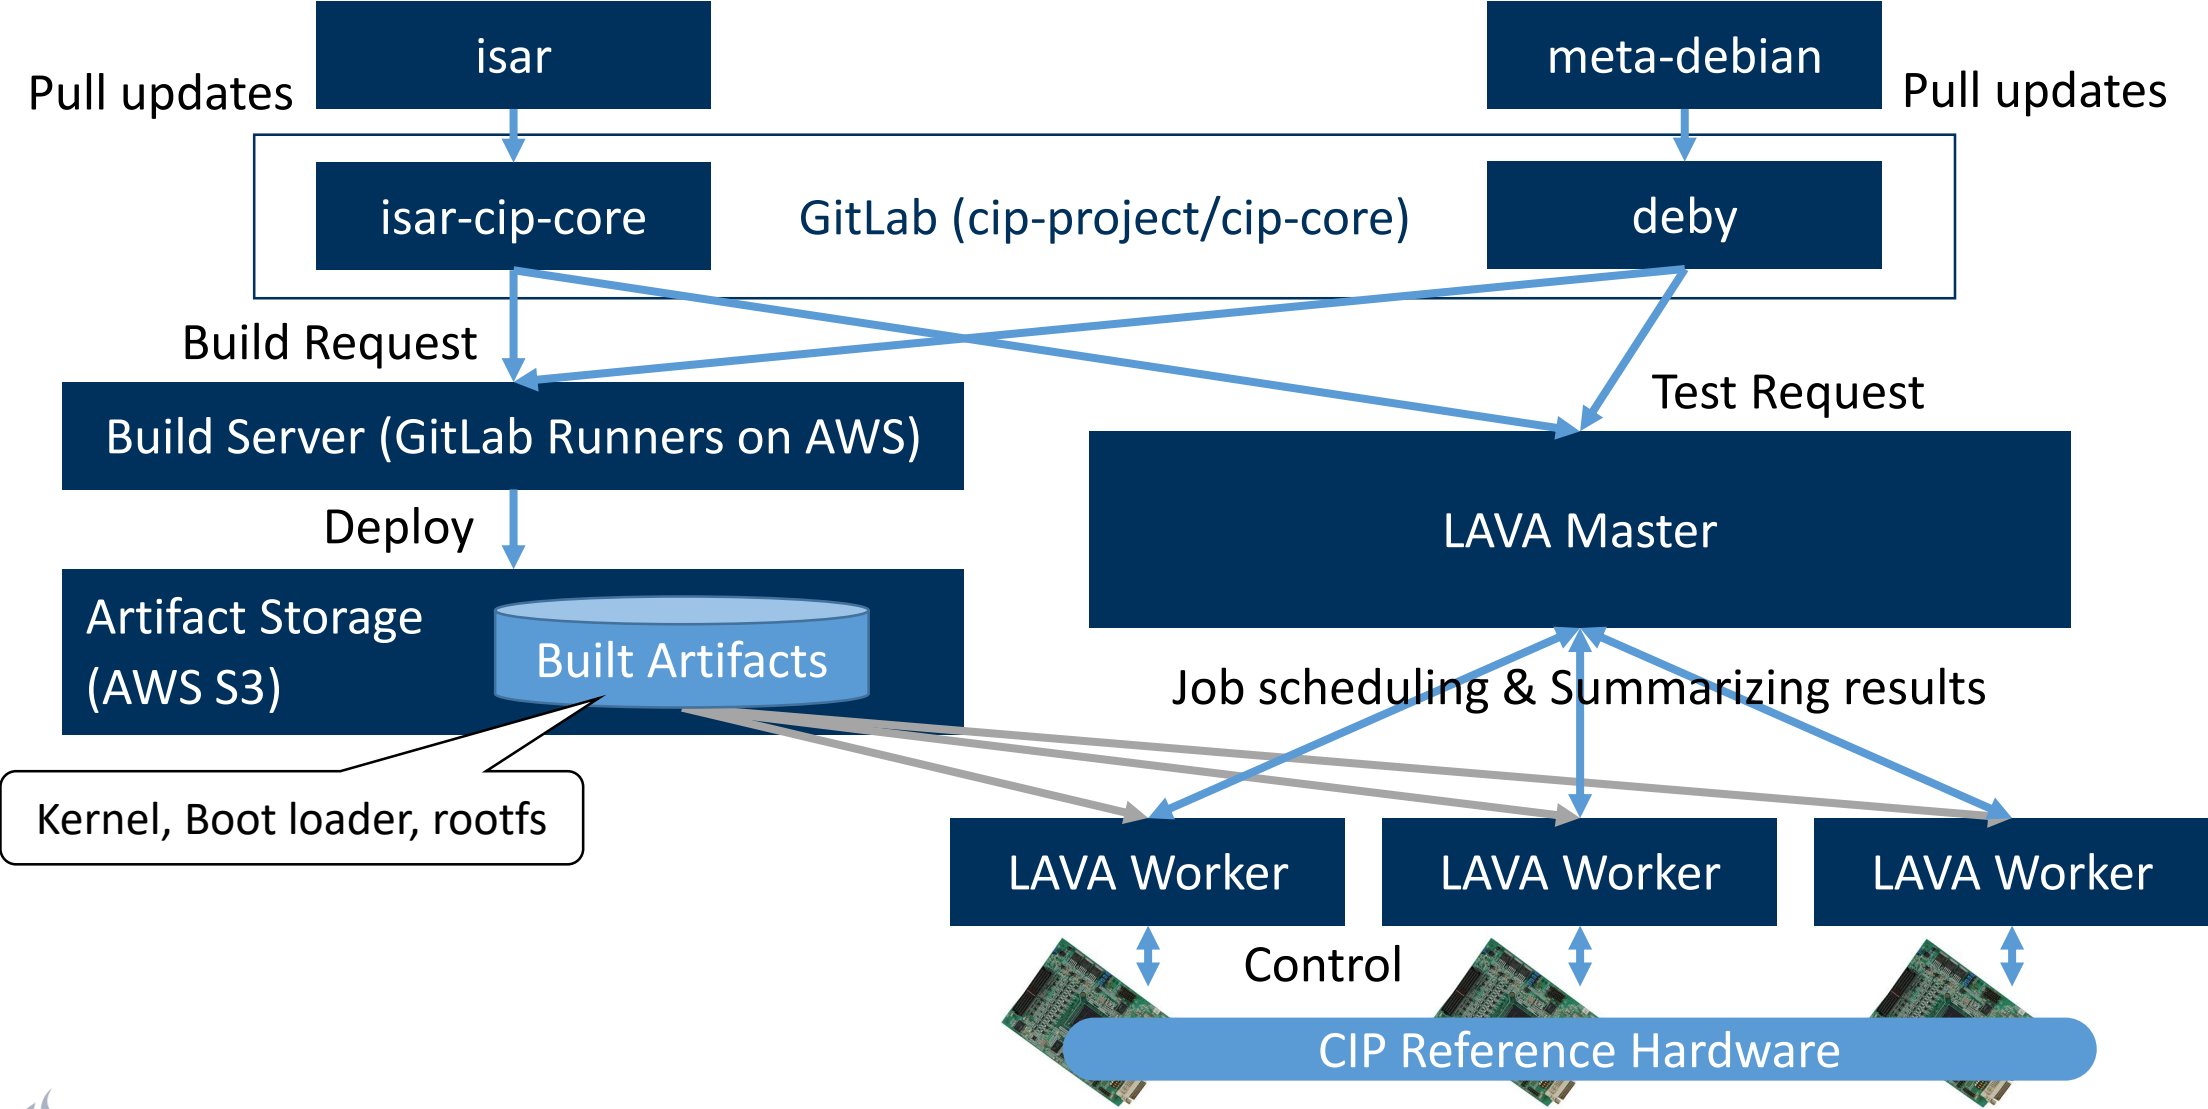 isar
meta-debian
Pull updates
Pull updates
isar-cip-core
GitLab (cip-project/cip-core)
deby
Build Request
Test Request
Build Server (GitLab Runners on AWS)
LAVA Master
Deploy
Artifact Storage
(AWS S3)
Built Artifacts
Job scheduling & Summarizing results
Kernel, Boot loader, rootfs
LAVA Worker
LAVA Worker
LAVA Worker
Control
CIP Reference Hardware